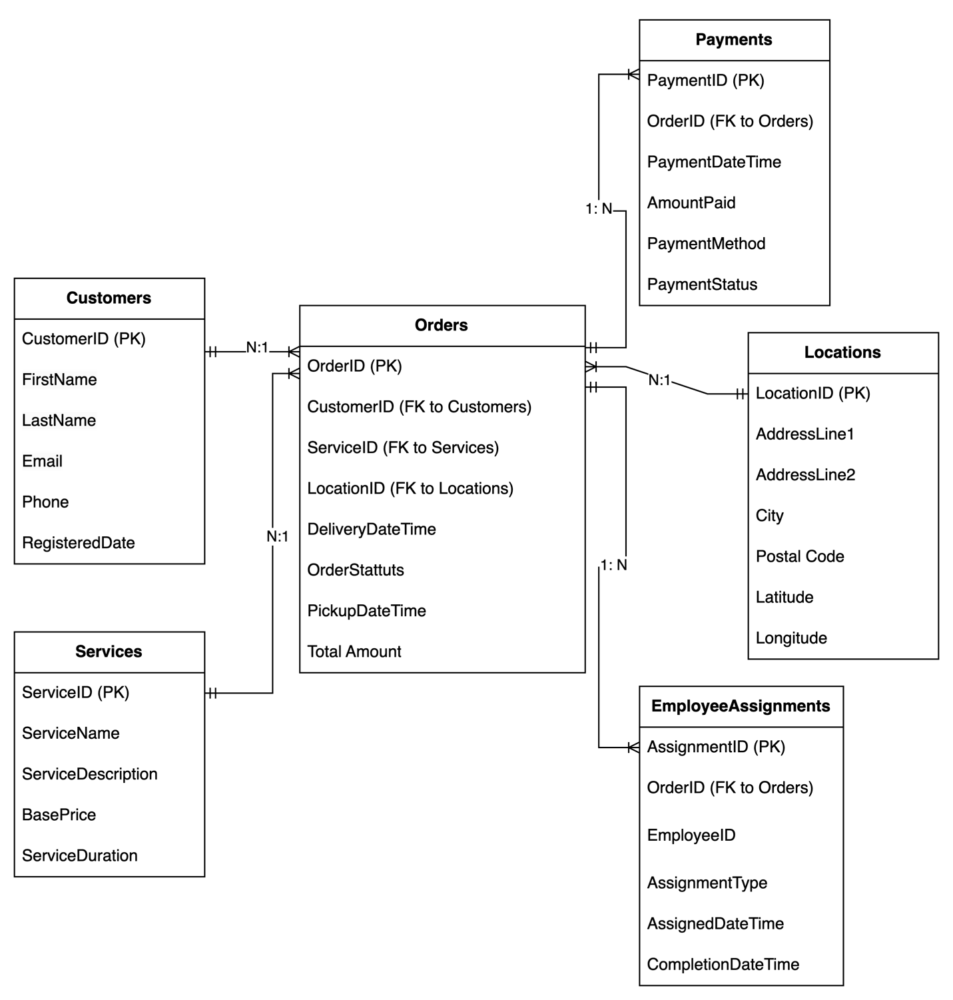 Payments
PaymentID (PK)
OrderID (FK to Orders)
PaymentDateTime
AmountPaid
PaymentMethod
PaymentStatus
1: N
Customers
CustomerID (PK)
FirstName
LastName
Email
Phone
RegisteredDate
N:1
Orders
OrderID (PK)
CustomerID (FK to Customers)
ServiceID (FK to Services)
LocationID (FK to Locations)
DeliveryDateTime
OrderStattuts
PickupDateTime
Total Amount
N:1
Locations
LocationID (PK)
AddressLine1
AddressLine2
City
Postal Code
Latitude
Longitude
N:1
1: N
Services
ServiceID (PK)
ServiceName
ServiceDescription
BasePrice
ServiceDuration
EmployeeAssignments
AssignmentID (PK)
OrderID (FK to Orders)
EmployeeID
AssignmentType
AssignedDateTime
CompletionDateTime